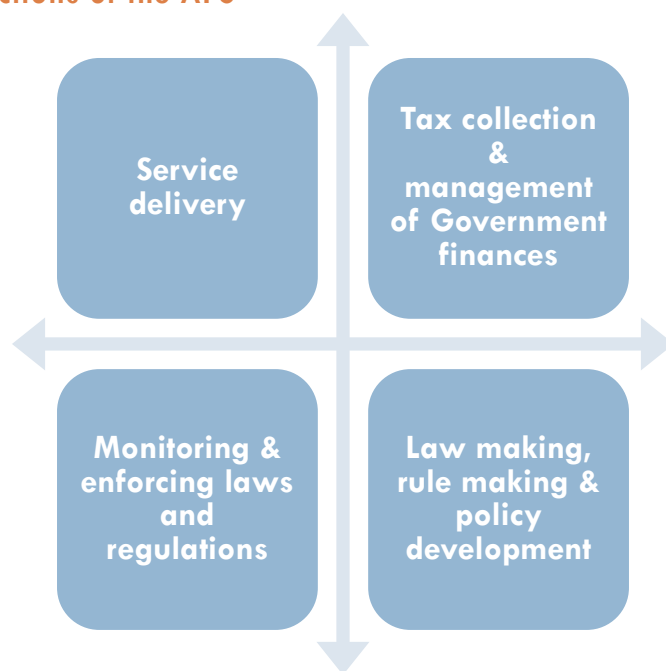 Service
delivery
Tax collection
&
management
of Government
finances
Monitoring &
enforcing laws
and
regulations
Law making,
rule making &
policy
development